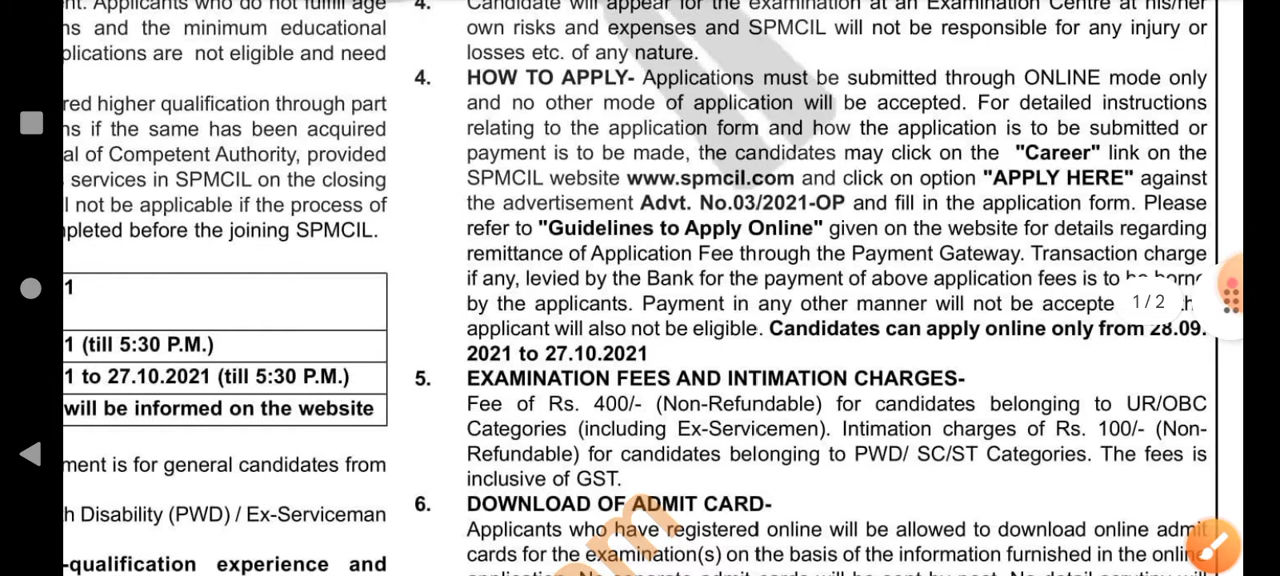 nt. Applicants who do not fulfill age
ns and the minimum educational
plications are not eligible and need
red higher qualification through part
ns if the same has been acquired
al of Competent Authority, provided
services in SPMCIL on the closing
l not be applicable if the process of
pleted before the joining SPMCIL.
1
1 (till 5:30 P.M.)
1 to 27.10.2021 (till 5:30 P.M.)
will be informed on the website
ment is for general candidates from
h Disability (PWD) / Ex-Serviceman
-qualification experience and
4. Candidate will appear for the examination at an Examination Centre at his/her
own risks and expenses and SPMCIL will not be responsible for any injury or
losses etc. of any nature.
4. HOW TO APPLY- Applications must be submitted through ONLINE mode only
and no other mode of application will be accepted. For detailed instructions
relating to the application form and how the application is to be submitted or
payment is to be made, the candidates may click on the "Career" link on the
SPMCIL website www.spmcil.com and click on option "APPLY HERE" against
the advertisement Advt. No.03/2021-OP and fill in the application form. Please
refer to "Guidelines to Apply Online" given on the website for details regarding
remittance of Application Fee through the Payment Gateway. Transaction charge
if any, levied by the Bank for the payment of above application fees is to be borne
by the applicants. Payment in any other manner will not be accepte
1/2
applicant will also not be eligible. Candidates can apply online only from 28.09.
2021 to 27.10.2021
5. EXAMINATION FEES AND INTIMATION CHARGES-
Fee of Rs. 400/- (Non-Refundable) for candidates belonging to UR/OBC
Categories (including Ex-Servicemen). Intimation charges of Rs. 100/- (Non-
Refundable) for candidates belonging to PWD/ SC/ST Categories. The fees is
inclusive of GST.
6. DOWNLOAD OF ADMIT CARD-
Applicants who have registered online will be allowed to download online admit
cards for the examination(s) on the basis of the information furnished in the online